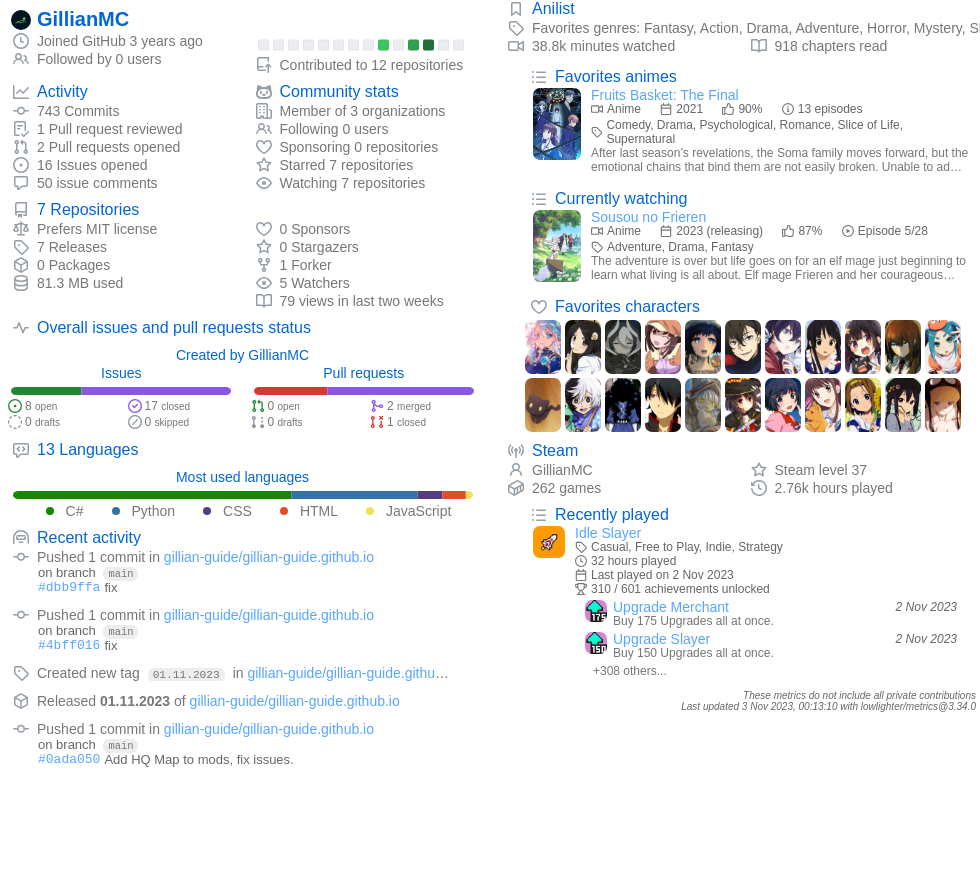 GillianMC
Joined GitHub 3 years ago
Followed by 0 users
Contributed to 12 repositories
Activity
743 Commits
1 Pull request reviewed
2 Pull requests opened
16 Issues opened
50 issue comments
Community stats
Member of 3 organizations
Following 0 users
Sponsoring 0 repositories
Starred 7 repositories
Watching 7 repositories
7 Repositories
Prefers MIT license
7 Releases
0 Packages
81.3 MB used
0 Sponsors
0 Stargazers
1 Forker
5 Watchers
79 views in last two weeks
Overall issues and pull requests status
Created by GillianMC
Issues
8 open
17 closed
0 drafts
0 skipped
Pull requests
0 open
2 merged
0 drafts
1 closed
13 Languages
Most used languages
C# Python CSS HTML JavaScript
Recent activity
Pushed 1 commit in gillian-guide/gillian-guide.github.io
on branch main
#dbb9ffa fix
Pushed 1 commit in gillian-guide/gillian-guide.github.io
on branch main
#4bff016 fix
Created new tag 01.11.2023 in gillian-guide/gillian-guide.githu…
Released 01.11.2023 of gillian-guide/gillian-guide.github.io
Pushed 1 commit in gillian-guide/gillian-guide.github.io
on branch main
#0ada050 Add HQ Map to mods, fix issues.
Anilist
Favorites genres: Fantasy, Action, Drama, Adventure, Horror, Mystery, Sl
38.8k minutes watched
918 chapters read
Favorites animes
Fruits Basket: The Final
Anime 2021 90% 13 episodes
Comedy, Drama, Psychological, Romance, Slice of Life,
Supernatural
After last season's revelations, the Soma family moves forward, but the
emotional chains that bind them are not easily broken. Unable to ad…
Currently watching
Sousou no Frieren
Anime 2023 (releasing) 87% Episode 5/28
Adventure, Drama, Fantasy
The adventure is over but life goes on for an elf mage just beginning to
learn what living is all about. Elf mage Frieren and her courageous…
Favorites characters
Steam
GillianMC
262 games
Steam level 37
2.76k hours played
Recently played
Idle Slayer
Casual, Free to Play, Indie, Strategy
32 hours played
Last played on 2 Nov 2023
310 / 601 achievements unlocked
175
Upgrade Merchant 2 Nov 2023
Buy 175 Upgrades all at once.
150
Upgrade Slayer 2 Nov 2023
Buy 150 Upgrades all at once.
+308 others...
These metrics do not include all private contributions
Last updated 3 Nov 2023, 00:13:10 with lowlighter/metrics@3.34.0